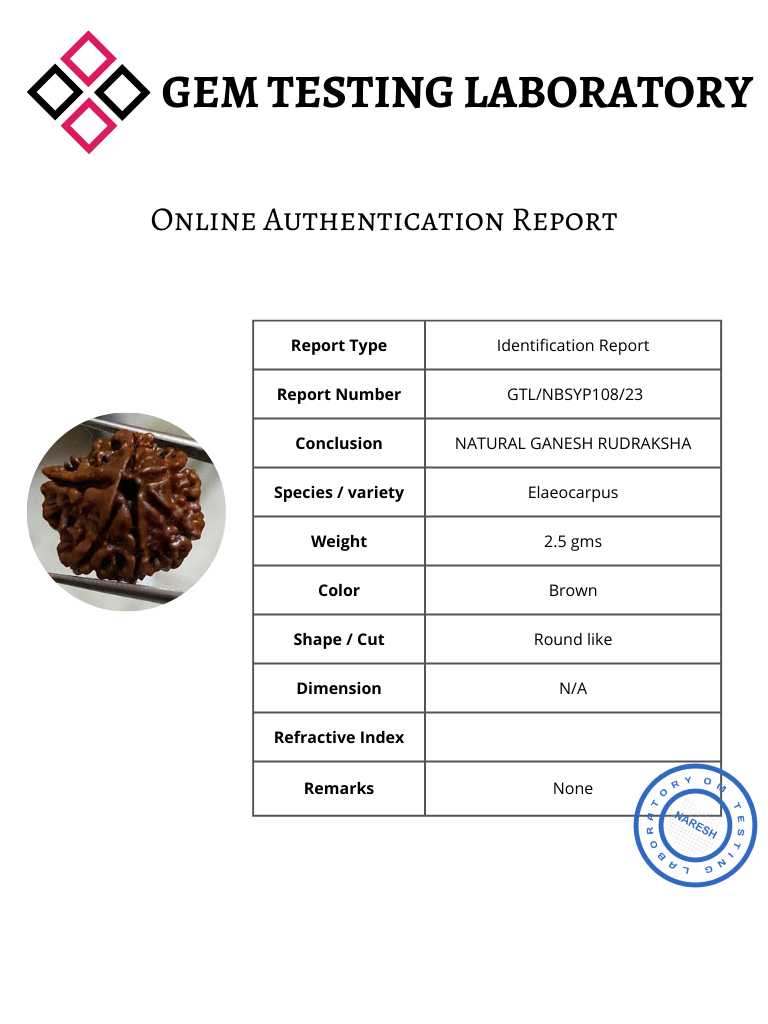 GEM TESTING LABORATORY
Online Authentication Report
Report Type Identification Report
Report Number GTL/NBSYP108/23
Conclusion NATURAL GANESH RUDRAKSHA
Species / variety Elaeocarpus
Weight 2.5 gms
Color Brown
Shape / Cut Round like
Dimension N/A
Refractive Index
Remarks None
OM TESTING LABORATORY
NARESH